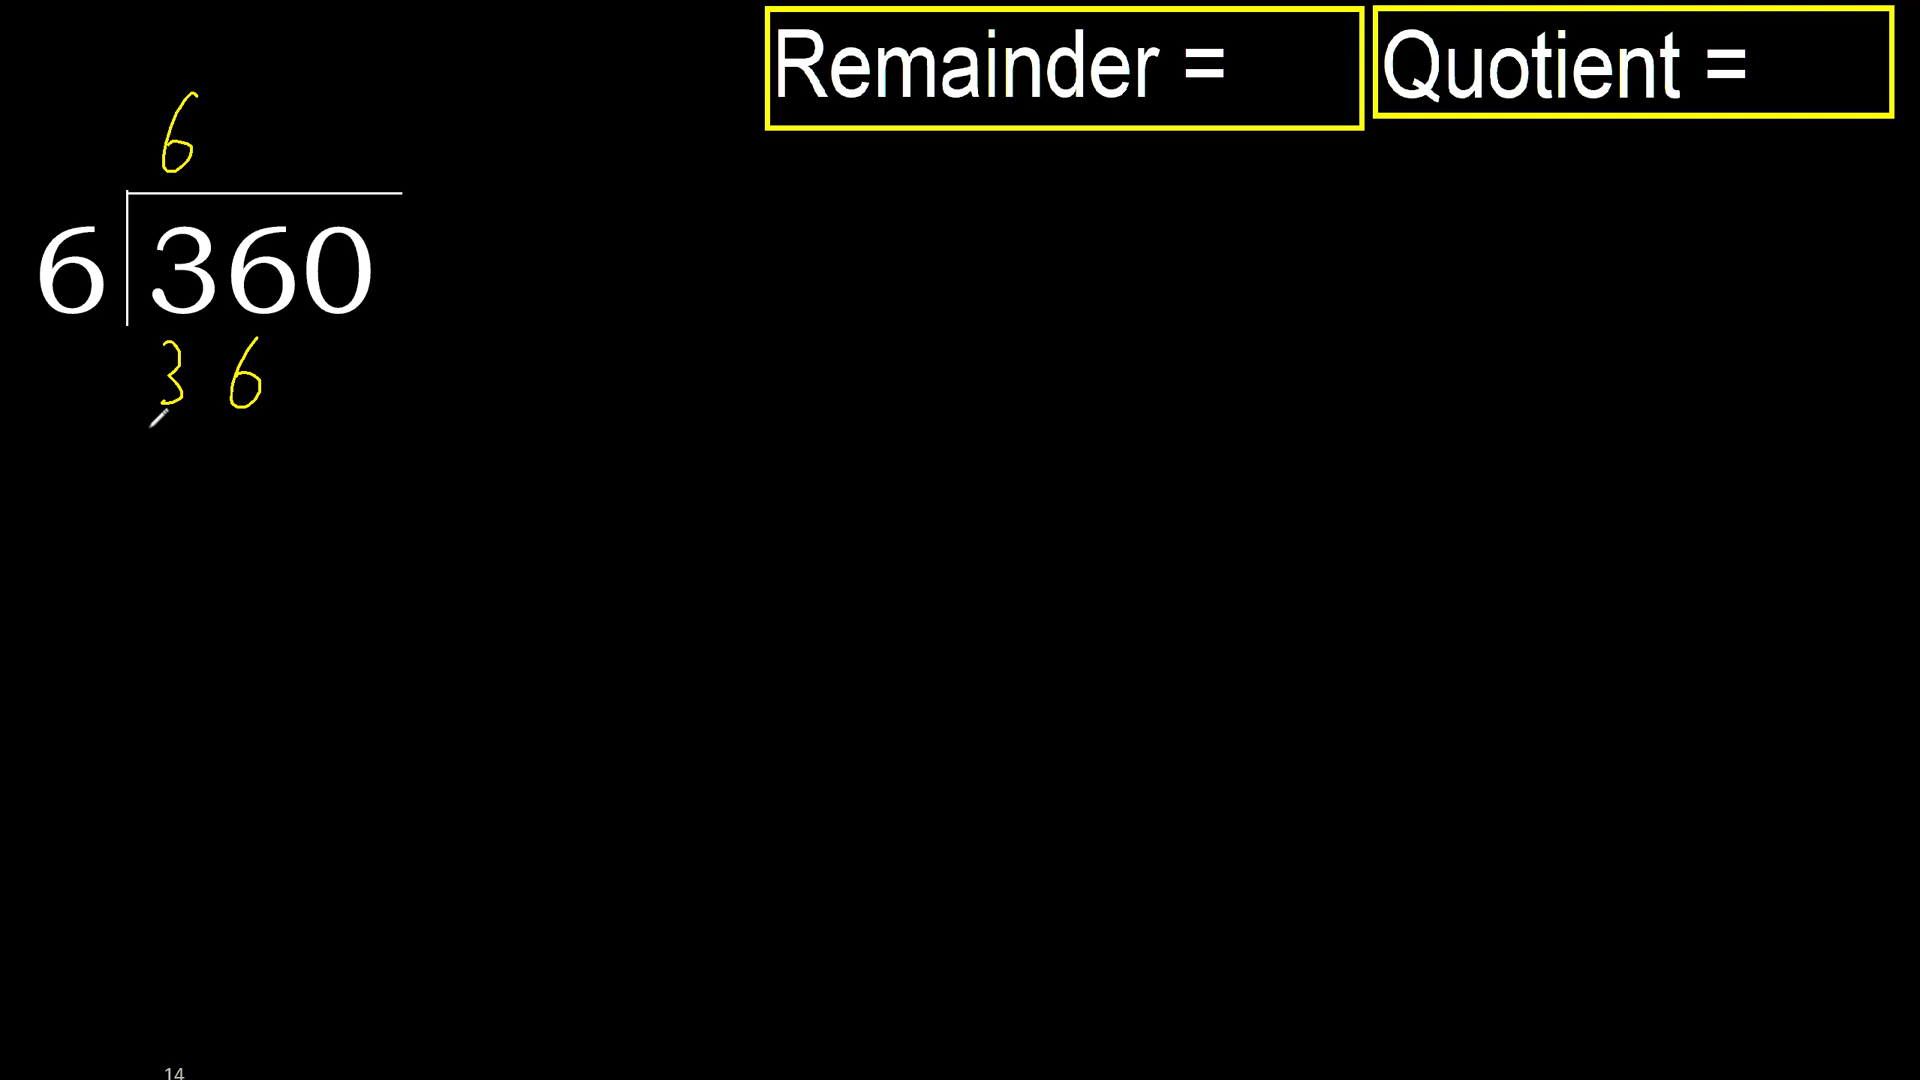 Remainder = Quotient =
6
6 360
3 6
14